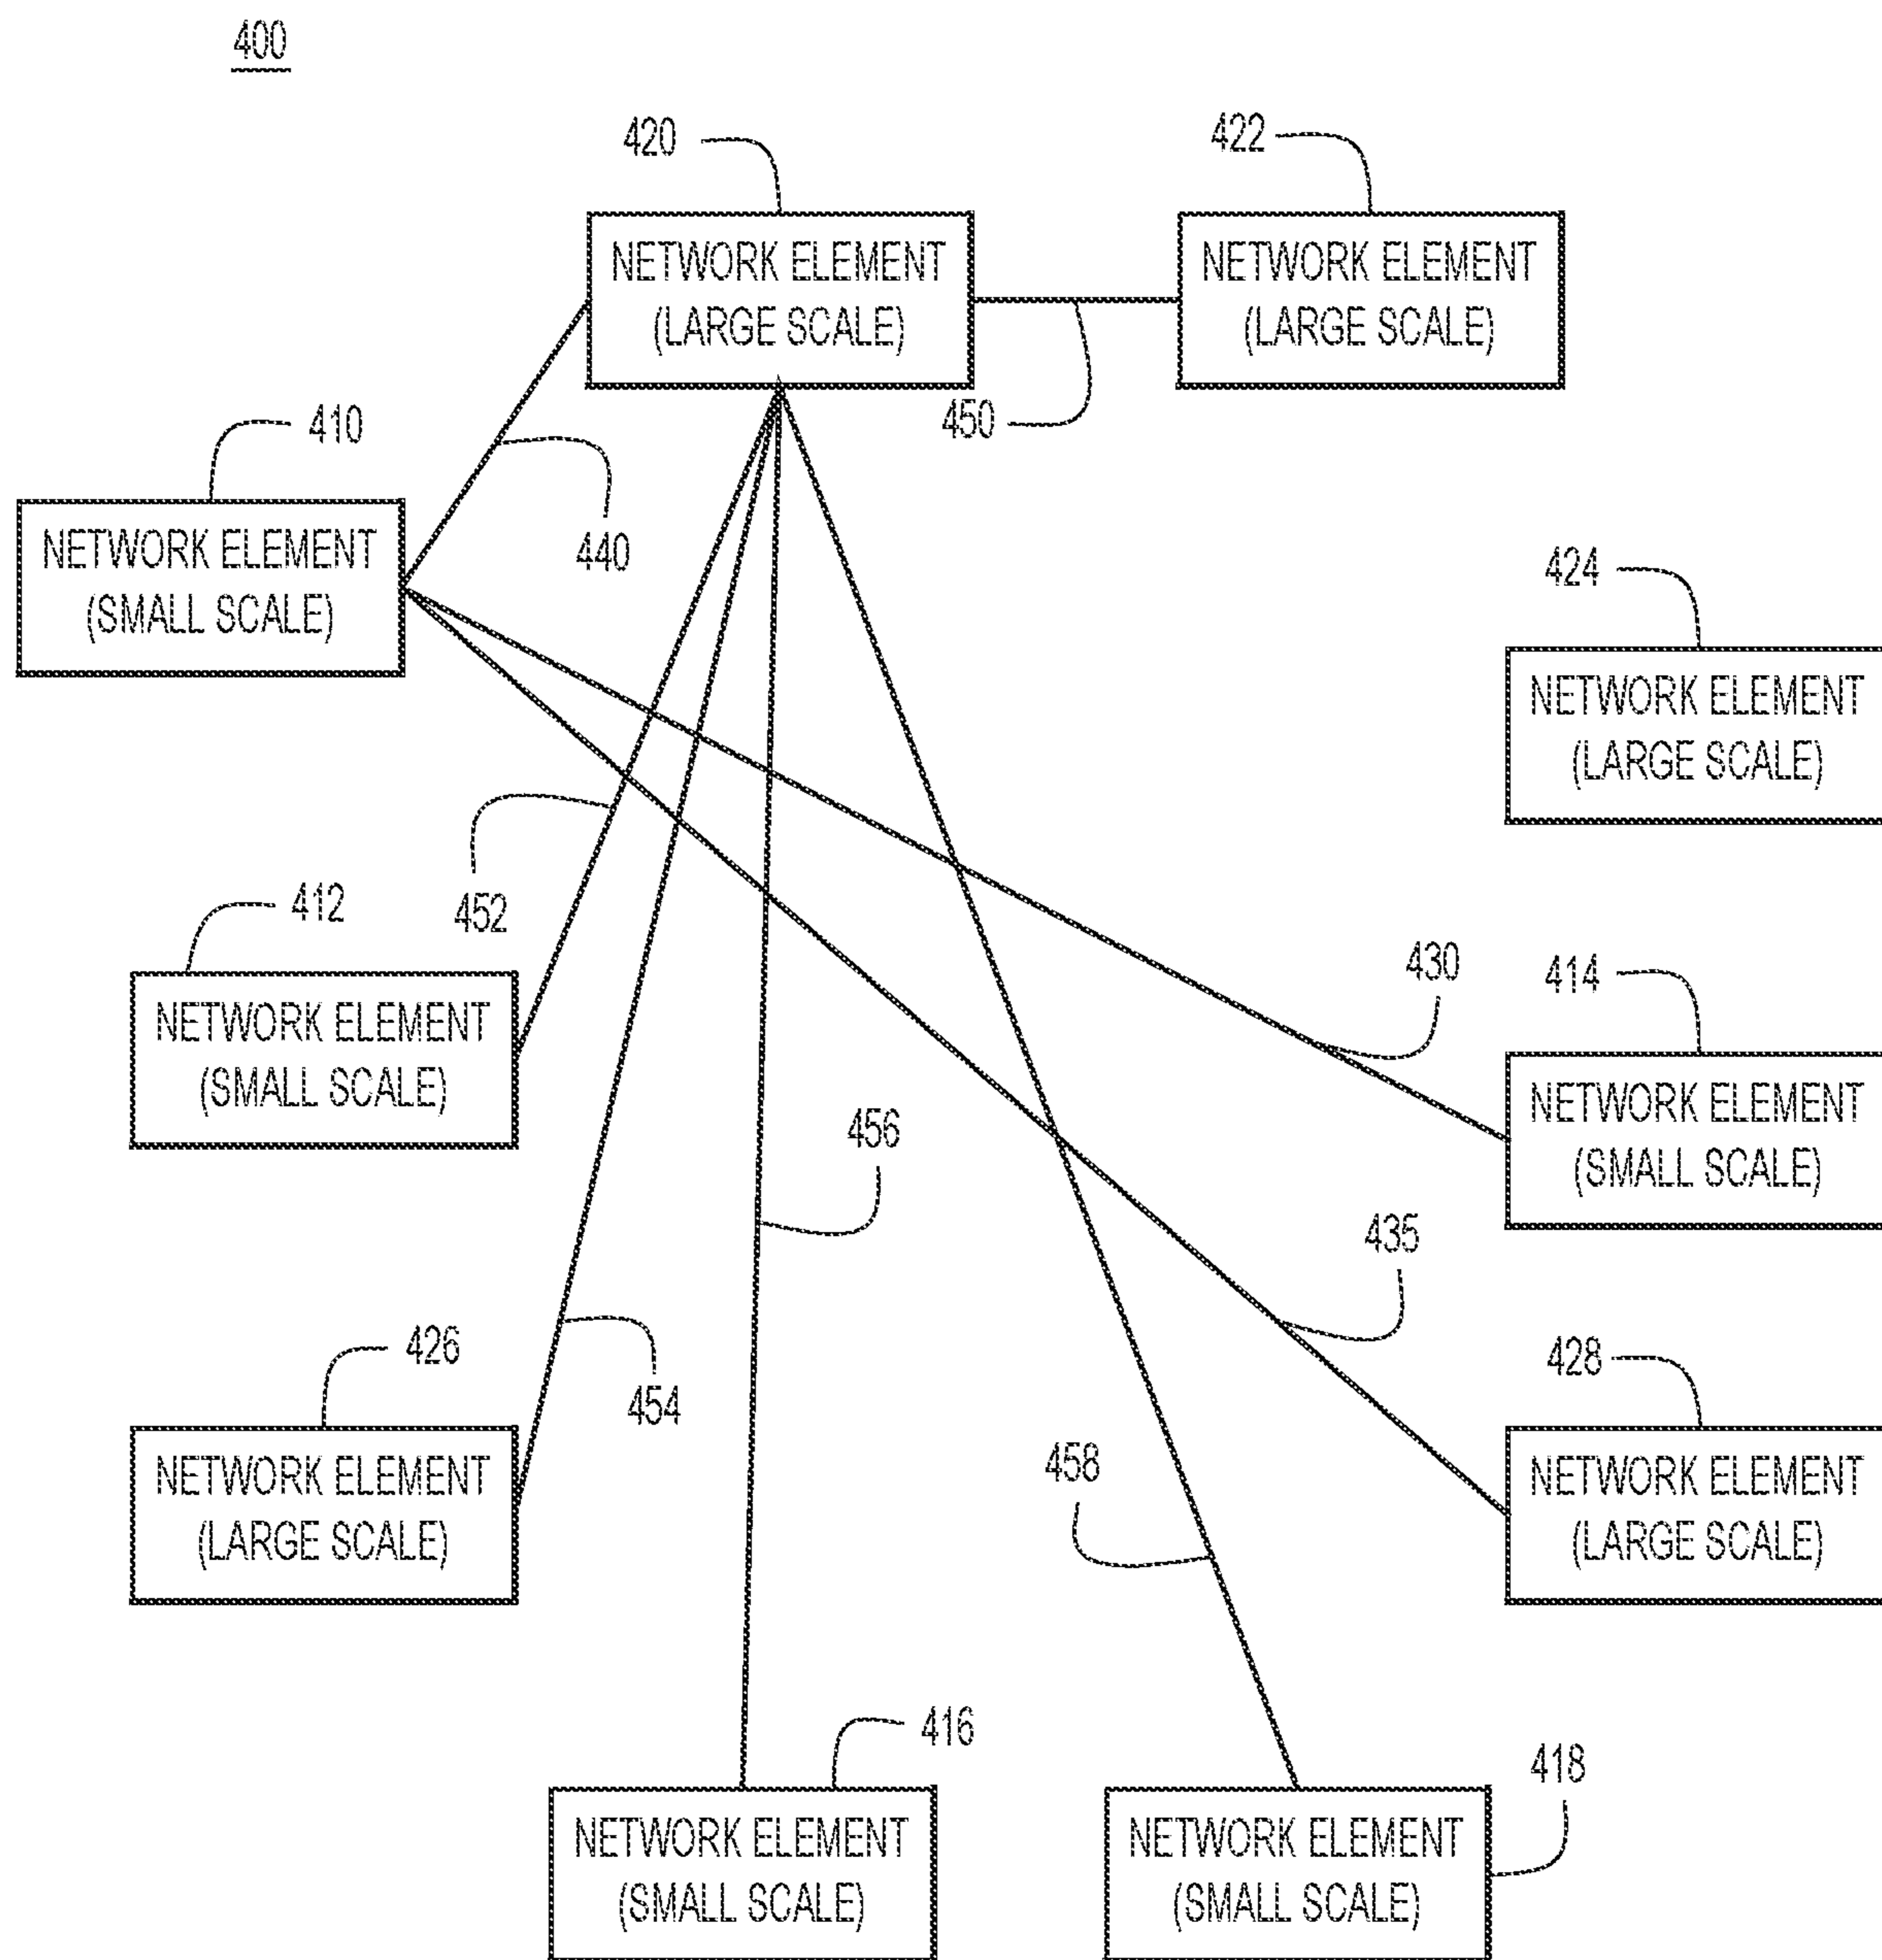 400
420
422
NETWORK ELEMENT
(LARGE SCALE)
NETWORK ELEMENT
(LARGE SCALE)
450
410
440
NETWORK ELEMENT
(SMALL SCALE)
424
NETWORK ELEMENT
(LARGE SCALE)
452
412
430
414
NETWORK ELEMENT
(SMALL SCALE)
NETWORK ELEMENT
(SMALL SCALE)
456
435
426
454
428
NETWORK ELEMENT
(LARGE SCALE)
458
NETWORK ELEMENT
(LARGE SCALE)
416
418
NETWORK ELEMENT
(SMALL SCALE)
NETWORK ELEMENT
(SMALL SCALE)